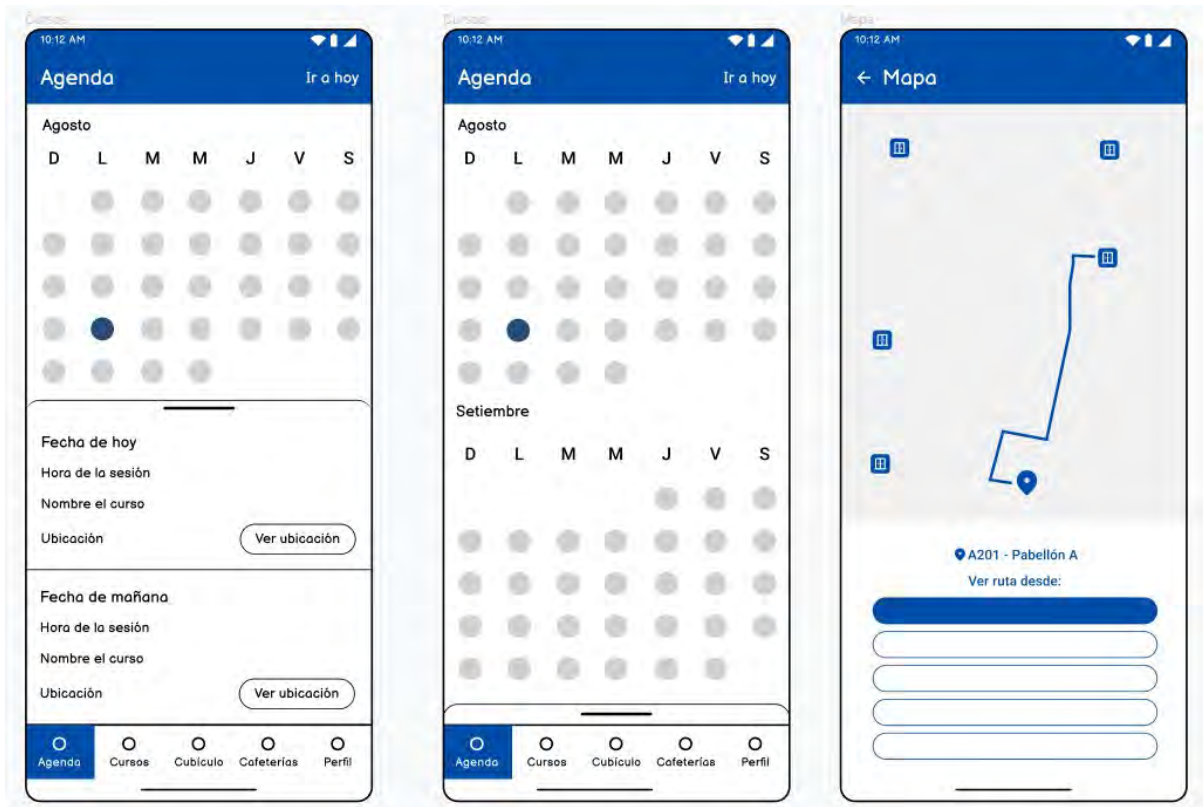 Cursos
10:12 AM
Agenda Ir a hoy
Agosto
D L M M J V S
Fecha de hoy
Hora de la sesión
Nombre el curso
Ubicación Ver ubicación
Fecha de mañana
Hora de la sesión
Nombre el curso
Ubicación Ver ubicación
Agenda Cursos Cubículo Cafeterías Perfil
Cursos
10:12 AM
Agenda Ir a hoy
Agosto
D L M M J V S
Setiembre
D L M M J V S
Agenda Cursos Cubículo Cafeterías Perfil
Mapa
10:12 AM
Mapa
A201 - Pabellón A
Ver ruta desde: